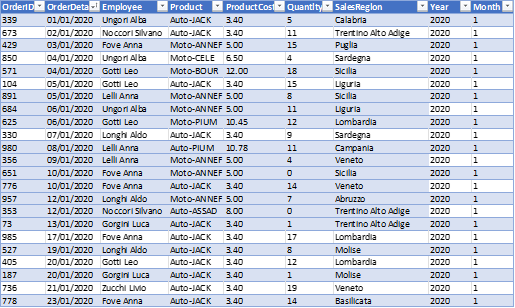 OrderID OrderDeta Employee Product ProductCost Quantity SalesRegion Year Month
339 01/01/2020 Ungori Alba Auto-JACK 3.40 5 Calabria 2020 1
673 02/01/2020 Noccori Silvano Auto-JACK 3.40 11 Trentino Alto Adige 2020 1
429 03/01/2020 Fove Anna Moto-ANNEF 5.00 15 Puglia 2020 1
850 04/01/2020 Ungori Alba Moto-CELE 6.50 4 Sardegna 2020 1
571 04/01/2020 Gotti Leo Moto-BOUR 12.00 18 Sicilia 2020 1
104 05/01/2020 Gotti Leo Auto-JACK 3.40 15 Liguria 2020 1
891 05/01/2020 Lelli Anna Moto-ANNEF 5.00 8 Sicilia 2020 1
684 06/01/2020 Ungori Alba Moto-ANNEF 5.00 11 Liguria 2020 1
625 06/01/2020 Gotti Leo Moto-PIUM 10.45 12 Lombardia 2020 1
330 07/01/2020 Longhi Aldo Auto-JACK 3.40 9 Sardegna 2020 1
980 08/01/2020 Lelli Anna Auto-PIUM 10.78 11 Campania 2020 1
356 09/01/2020 Lelli Anna Moto-ANNEF 5.00 4 Veneto 2020 1
651 10/01/2020 Fove Anna Moto-ANNEF 5.00 0 Sicilia 2020 1
776 10/01/2020 Fove Anna Auto-JACK 3.40 14 Veneto 2020 1
957 12/01/2020 Longhi Aldo Moto-ANNEF 5.00 7 Abruzzo 2020 1
353 12/01/2020 Noccori Silvano Auto-ASSAD 8.00 0 Trentino Alto Adige 2020 1
73 13/01/2020 Gorgini Luca Auto-JACK 3.40 1 Trentino Alto Adige 2020 1
985 17/01/2020 Fove Anna Auto-JACK 3.40 17 Lombardia 2020 1
527 19/01/2020 Longhi Aldo Auto-JACK 3.40 8 Molise 2020 1
405 20/01/2020 Gotti Leo Auto-JACK 3.40 12 Lombardia 2020 1
187 20/01/2020 Gorgini Luca Auto-JACK 3.40 1 Molise 2020 1
736 21/01/2020 Zucchi Livio Auto-JACK 3.40 19 Veneto 2020 1
778 23/01/2020 Fove Anna Auto-JACK 3.40 14 Basilicata 2020 1